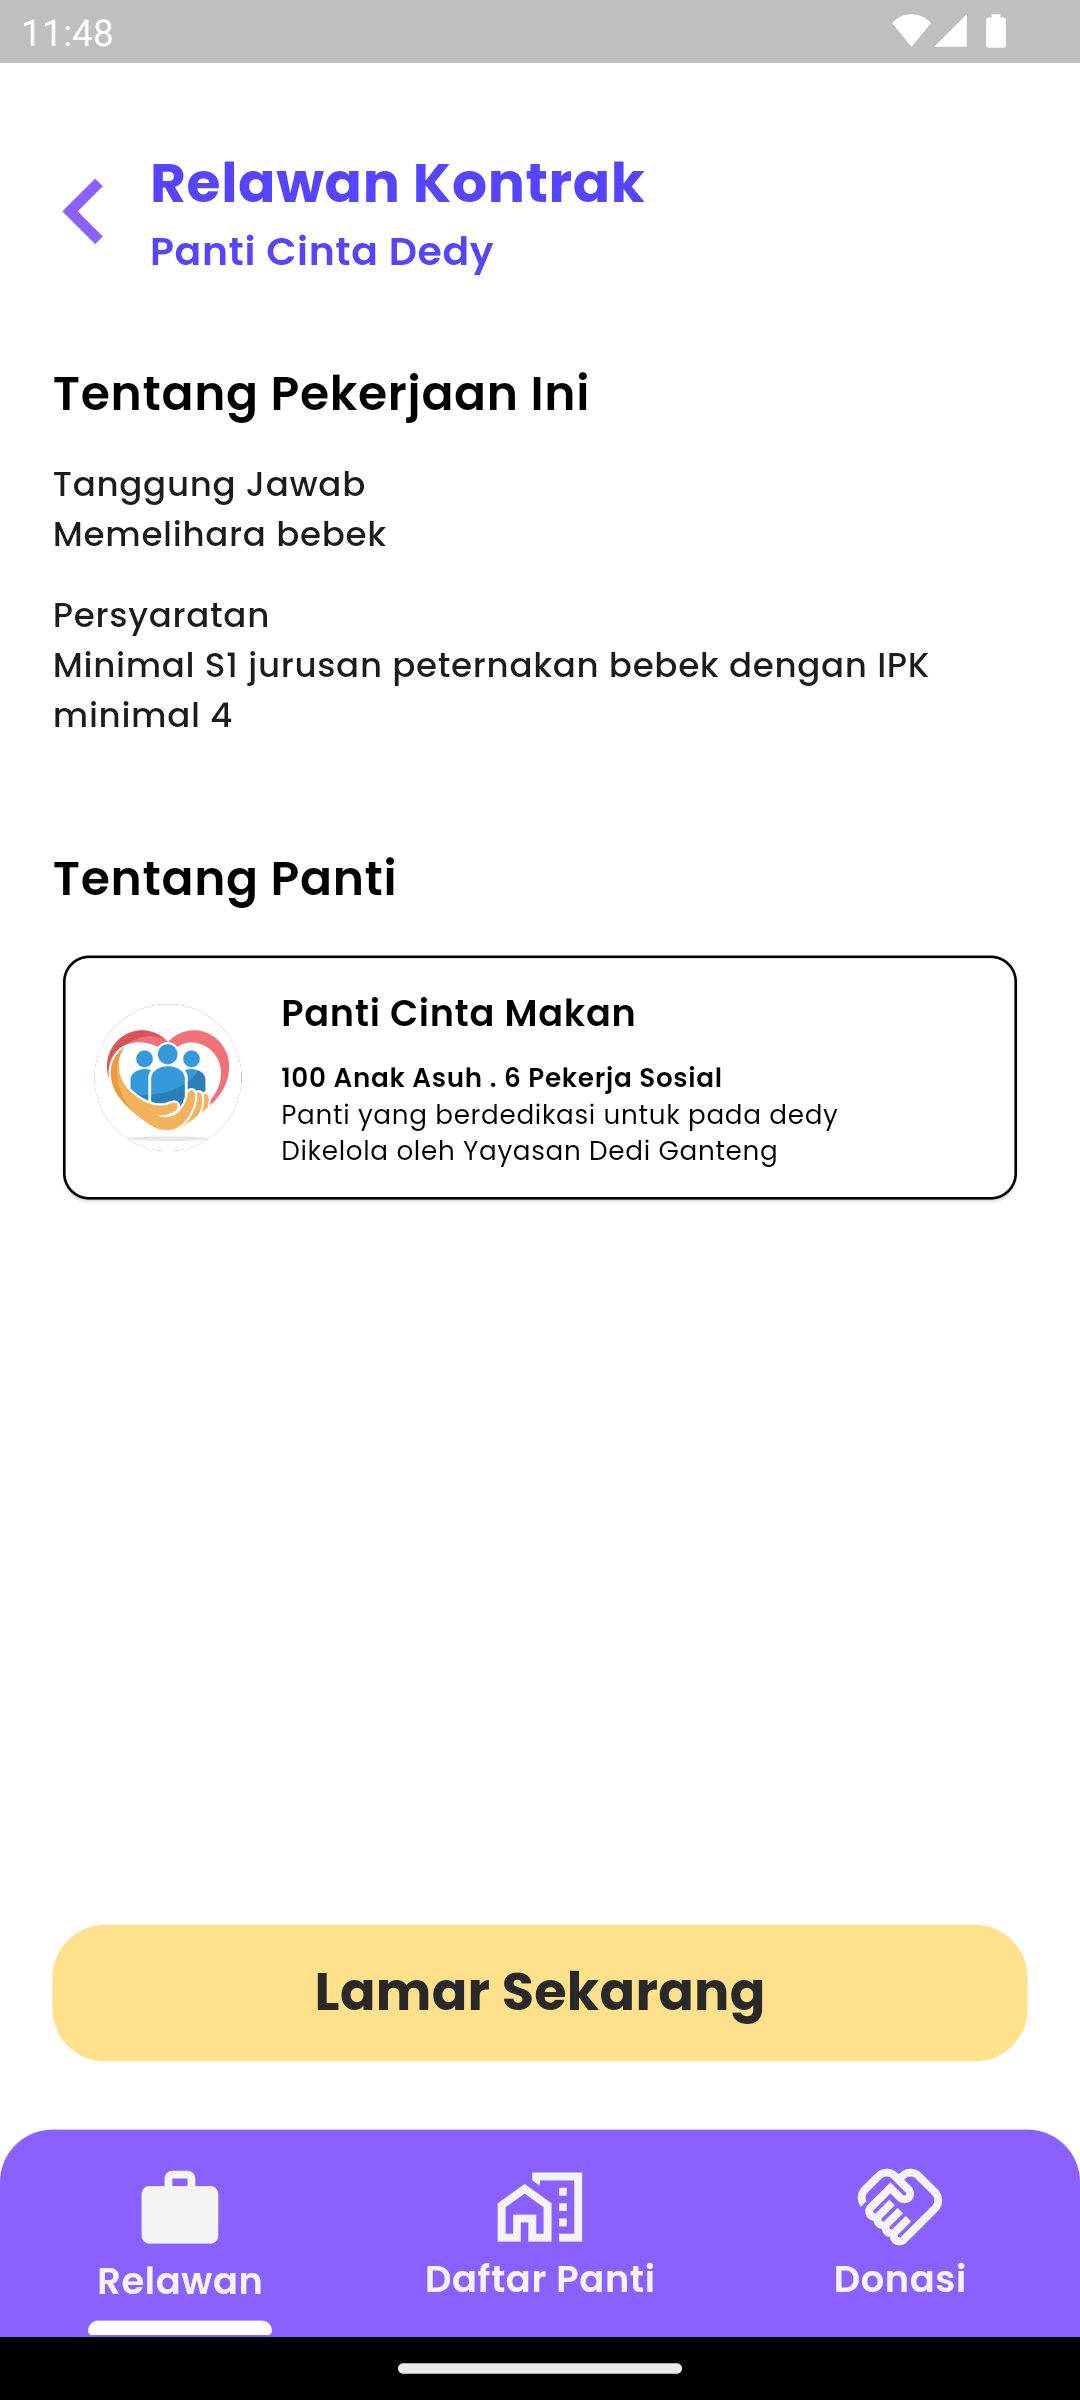 11:48
Relawan Kontrak
Panti Cinta Dedy
Tentang Pekerjaan Ini
Tanggung Jawab
Memelihara bebek
Persyaratan
Minimal S1 jurusan peternakan bebek dengan IPK
minimal 4
Tentang Panti
Panti Cinta Makan
100 Anak Asuh . 6 Pekerja Sosial
Panti yang berdedikasi untuk pada dedy
Dikelola oleh Yayasan Dedi Ganteng
Lamar Sekarang
Relawan
Daftar Panti
Donasi